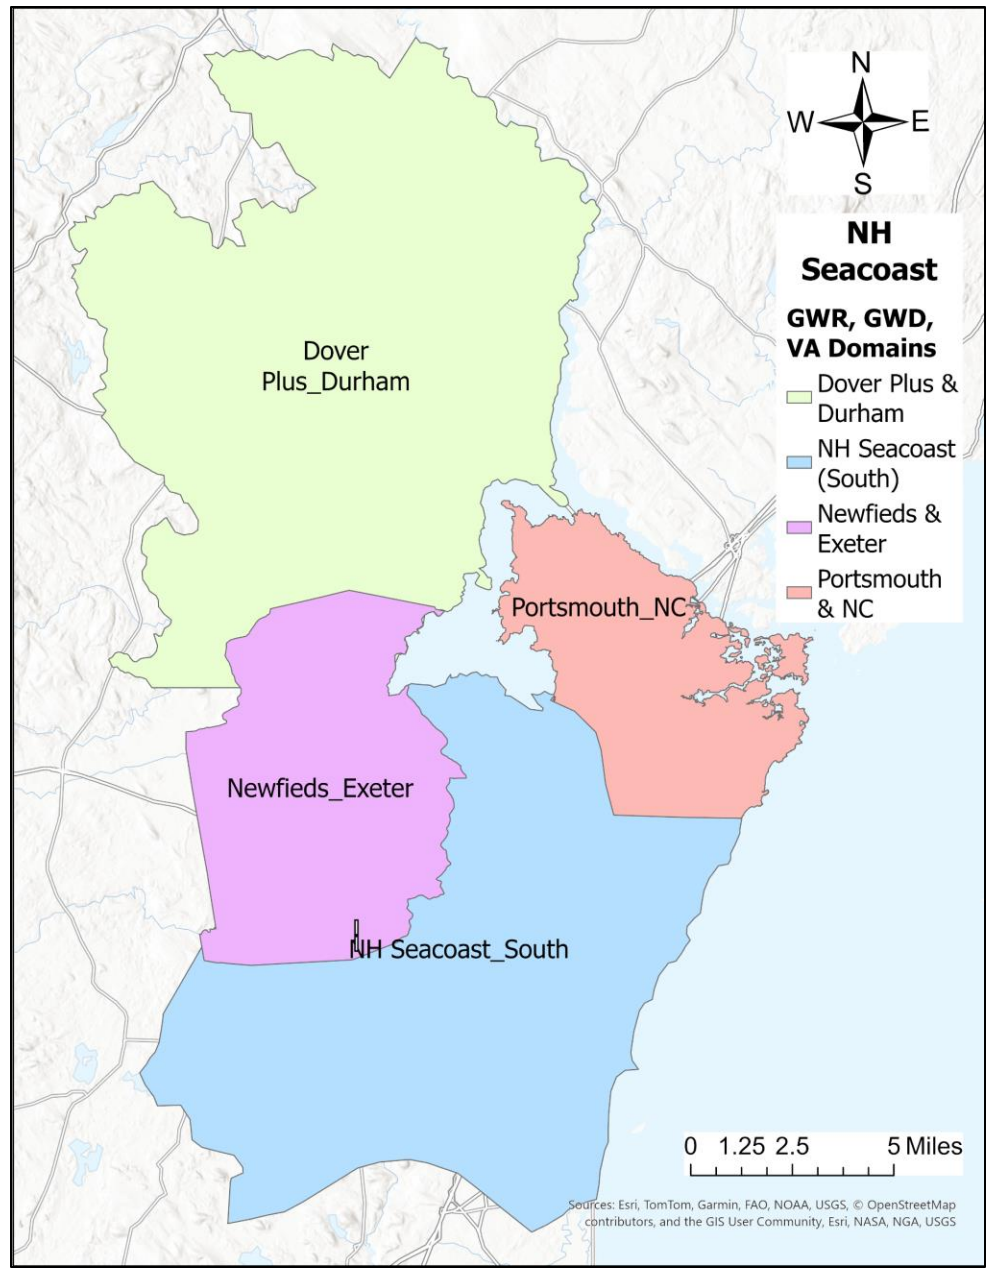 N
W E
S
NH
Seacoast
GWR, GWD,
VA Domains
Dover Plus &
Durham
NH Seacoast
(South)
Newfieds &
Exeter
Portsmouth
& NC
Dover
Plus_Durham
Portsmouth_NC
Newfieds_Exeter
NH Seacoast_South
0 1.25 2.5 5 Miles
Sources: Esri, TomTom, Garmin, FAO, NOAA, USGS, © OpenStreetMap
contributors, and the GIS User Community, Esri, NASA, NGA, USGS